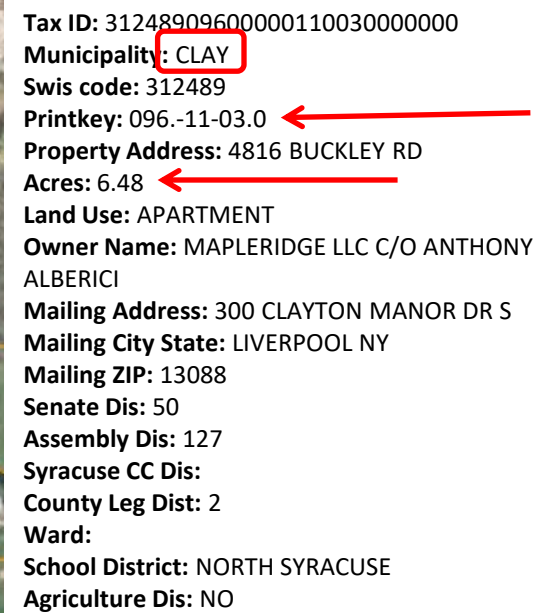 Tax ID: 31248909600000110030000000
Municipality: CLAY
Swis code: 312489
Printkey: 096.-11-03.0
Property Address: 4816 BUCKLEY RD
Acres: 6.48
Land Use: APARTMENT
Owner Name: MAPLERIDGE LLC C/O ANTHONY
ALBERICI
Mailing Address: 300 CLAYTON MANOR DR S
Mailing City State: LIVERPOOL NY
Mailing ZIP: 13088
Senate Dis: 50
Assembly Dis: 127
Syracuse CC Dis:
County Leg Dist: 2
Ward:
School District: NORTH SYRACUSE
Agriculture Dis: NO